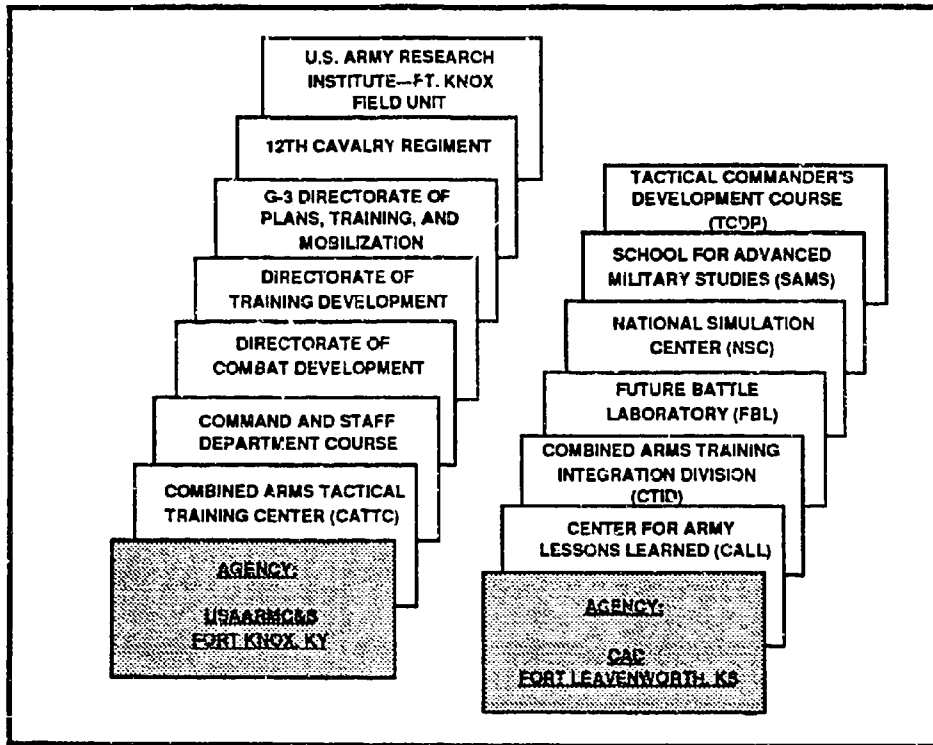 U.S. ARMY RESEARCH
INSTITUTE—FT. KNOX
FIELD UNIT
12TH CAVALRY REGIMENT
G-3 DIRECTORATE OF
PLANS, TRAINING, AND
MOBILIZATION
DIRECTORATE OF
TRAINING DEVELOPMENT
DIRECTORATE OF
COMBAT DEVELOPMENT
COMMAND AND STAFF
DEPARTMENT COURSE
COMBINED ARMS TACTICAL
TRAINING CENTER (CATTC)
AGENCY:
USAARMC&S
FORT KNOX, KY
TACTICAL COMMANDER'S
DEVELOPMENT COURSE
(TCDP)
SCHOOL FOR ADVANCED
MILITARY STUDIES (SAMS)
NATIONAL SIMULATION
CENTER (NSC)
FUTURE BATTLE
LABORATORY (FBL)
COMBINED ARMS TRAINING
INTEGRATION DIVISION
(CTID)
CENTER FOR ARMY
LESSONS LEARNED (CALL)
AGENCY:
CAC
FORT LEAVENWORTH, KS